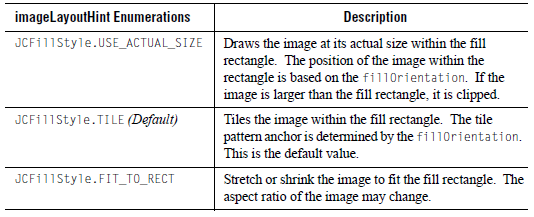 imageLayoutHint Enumerations
Description
JCFillStyle.USE_ACTUAL_SIZE
Draws the image at its actual size within the fill
rectangle. The position of the image within the
rectangle is based on the fillOrientation. If the
image is larger than the fill rectangle, it is clipped.
JCFillStyle.TILE (Default)
Tiles the image within the fill rectangle. The tile
pattern anchor is determined by the fillOrientation.
This is the default value.
JCFillStyle.FIT_TO_RECT
Stretch or shrink the image to fit the fill rectangle. The
aspect ratio of the image may change.